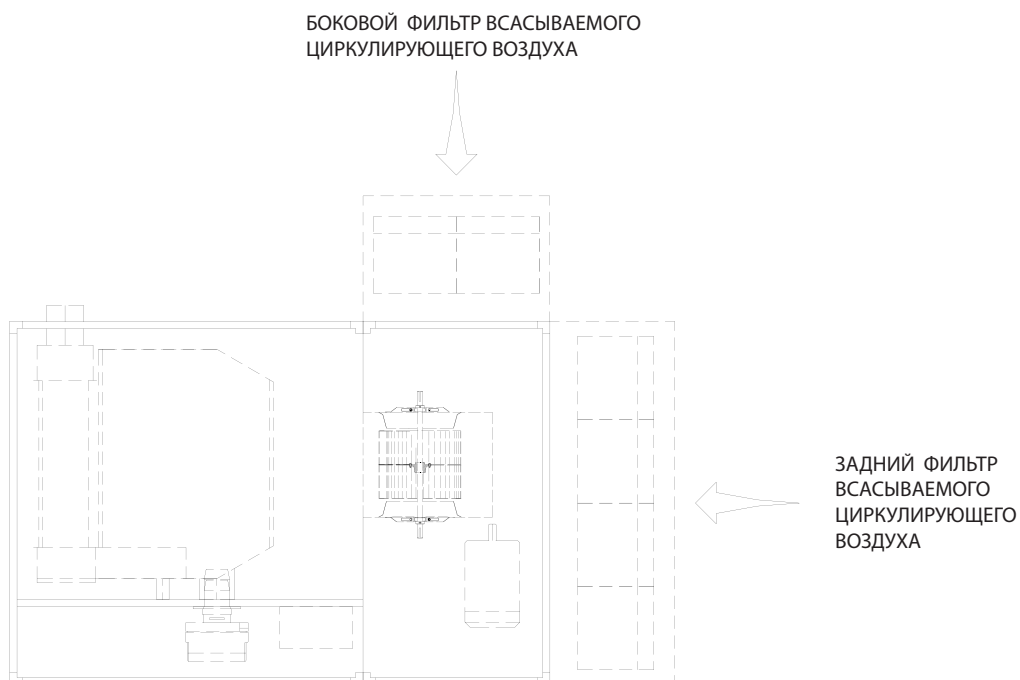 БОКОВОЙ ФИЛЬТР ВСАСЫВАЕМОГО
ЦИРКУЛИРУЮЩЕГО ВОЗДУХА
ЗАДНИЙ ФИЛЬТР
ВСАСЫВАЕМОГО
ЦИРКУЛИРУЮЩЕГО
ВОЗДУХА